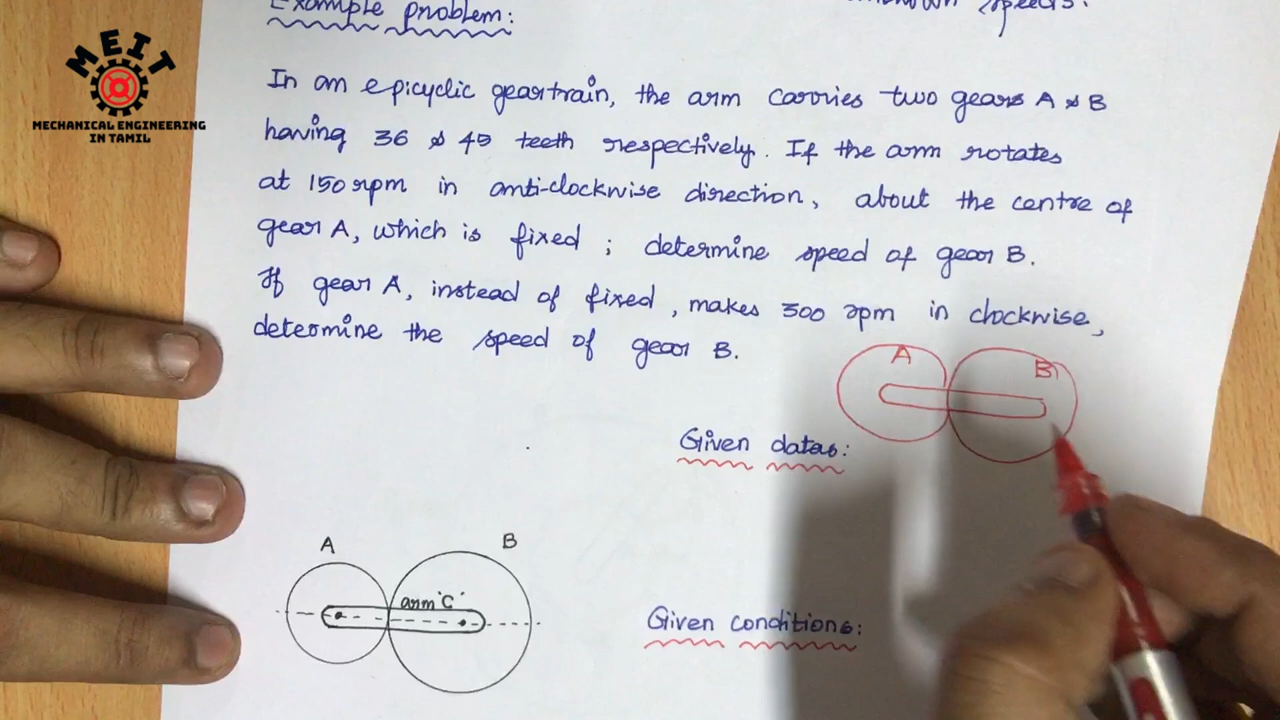 Example problem:
unknown speeds.
MEIT
MECHANICAL ENGINEERING
IN TAMIL
In an epicyclic geartrain, the arm carries two gears A & B
having 36 & 45 teeth respectively. If the arm rotates
at 150 rpm in anti-clockwise direction, about the centre of
gear A, which is fixed ; determine speed of gear B.
If gear A, instead of fixed, makes 300 rpm in clockwise,
determine the speed of gear B.
A B
Given datas:
A B
arm 'C'
Given conditions: